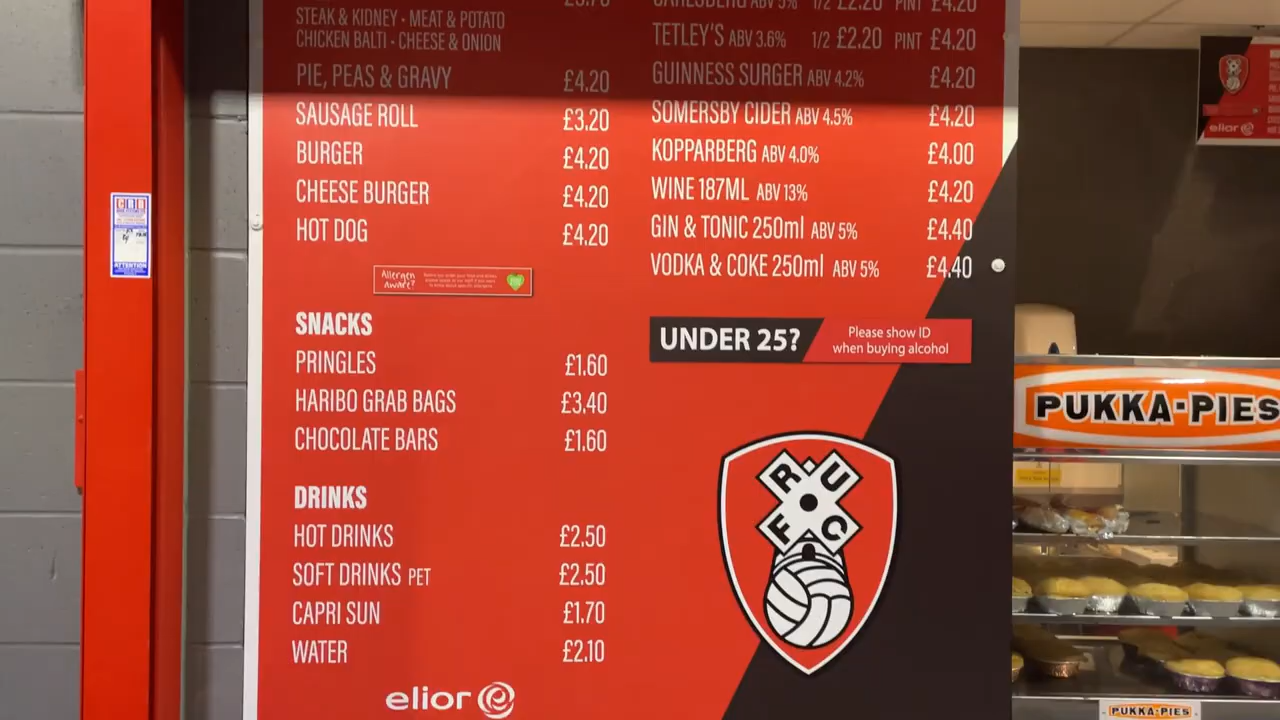 STEAK & KIDNEY • MEAT & POTATO
CHICKEN BALTI • CHEESE & ONION
PIE, PEAS & GRAVY £4.20
SAUSAGE ROLL £3.20
BURGER £4.20
CHEESE BURGER £4.20
HOT DOG £4.20
Allergen
Aware?
SNACKS
PRINGLES £1.60
HARIBO GRAB BAGS £3.40
CHOCOLATE BARS £1.60
DRINKS
HOT DRINKS £2.50
SOFT DRINKS PET £2.50
CAPRI SUN £1.70
WATER £2.10
elior
CARLSBERG ABV 5% 1/2 £2.20 PINT £4.20
TETLEY'S ABV 3.6% 1/2 £2.20 PINT £4.20
GUINNESS SURGER ABV 4.2% £4.20
SOMERSBY CIDER ABV 4.5% £4.20
KOPPARBERG ABV 4.0% £4.00
WINE 187ML ABV 13% £4.20
GIN & TONIC 250ml ABV 5% £4.40
VODKA & COKE 250ml ABV 5% £4.40
UNDER 25? Please show ID
when buying alcohol
R U
F C
ATTENTION
elior
PUKKA-PIES
PUKKA-PIES